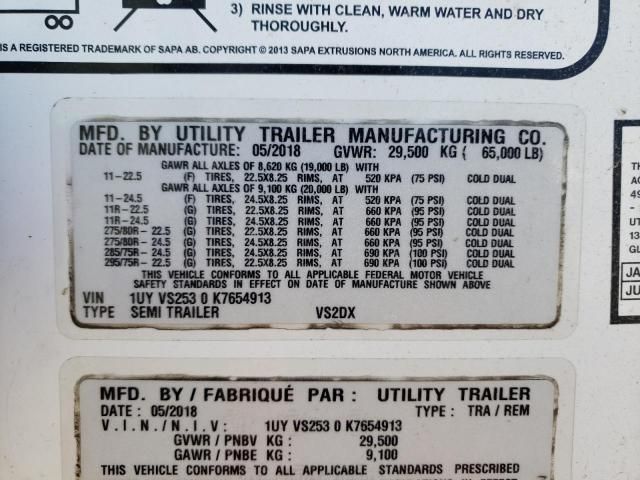 3) RINSE WITH CLEAN, WARM WATER AND DRY
THOROUGHLY.
IS A REGISTERED TRADEMARK OF SAPA AB. COPYRIGHT © 2013 SAPA EXTRUSIONS NORTH AMERICA. ALL RIGHTS RESERVED.
MFD. BY UTILITY TRAILER MANUFACTURING CO.
DATE OF MANUFACTURE: 05/2018 GVWR: 29,500 KG ( 65,000 LB)
GAWR ALL AXLES OF 8,620 KG (19,000 LB) WITH
11-22.5 (F) TIRES, 22.5X8.25 RIMS, AT 520 KPA (75 PSI) COLD DUAL
GAWR ALL AXLES OF 9,100 KG (20,000 LB) WITH
11-24.5 (F) TIRES, 24.5X8.25 RIMS, AT 520 KPA (75 PSI) COLD DUAL
11R-22.5 (G) TIRES, 22.5X8.25 RIMS, AT 660 KPA (95 PSI) COLD DUAL
11R-24.5 (G) TIRES, 24.5X8.25 RIMS, AT 660 KPA (95 PSI) COLD DUAL
275/80R-22.5 (G) TIRES, 22.5X8.25 RIMS, AT 660 KPA (95 PSI) COLD DUAL
275/80R-24.5 (G) TIRES, 24.5X8.25 RIMS, AT 660 KPA (95 PSI) COLD DUAL
285/75R-24.5 (G) TIRES, 24.5X8.25 RIMS, AT 690 KPA (100 PSI) COLD DUAL
295/75R-22.5 (G) TIRES, 22.5X8.25 RIMS, AT 690 KPA (100 PSI) COLD DUAL
THIS VEHICLE CONFORMS TO ALL APPLICABLE FEDERAL MOTOR VEHICLE
SAFETY STANDARDS IN EFFECT ON DATE OF MANUFACTURE SHOWN ABOVE
VIN 1UY VS253 0 K7654913
TYPE SEMI TRAILER VS2DX
MFD. BY / FABRIQUÉ PAR: UTILITY TRAILER
DATE: 05/2018 TYPE: TRA / REM
V.I.N./N.I.V: 1UY VS253 0 K7654913
GVWR / PNBV KG: 29,500
GAWR / PNBE KG: 9,100
THIS VEHICLE CONFORMS TO ALL APPLICABLE STANDARDS PRESCRIBED
TH
AC
49
-
UT
13
GL
JA
JU